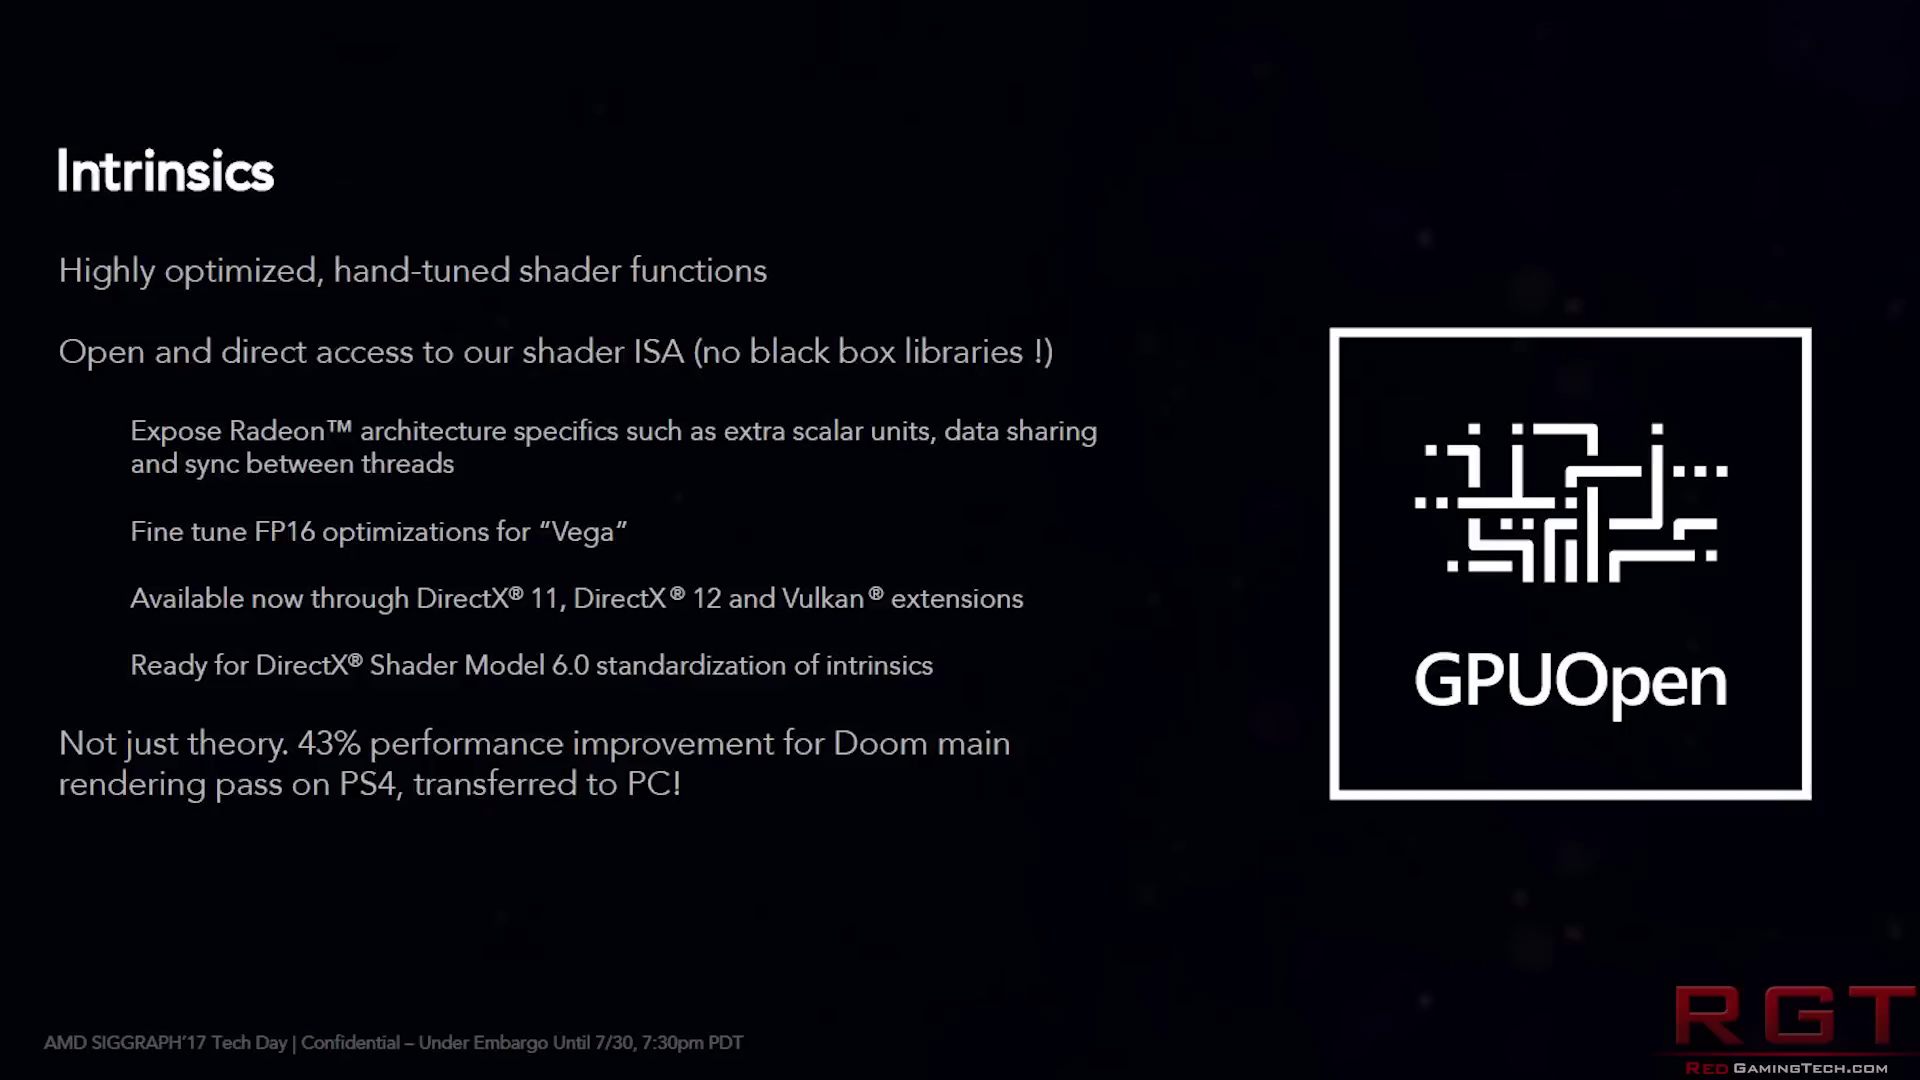 Intrinsics
Highly optimized, hand-tuned shader functions
Open and direct access to our shader ISA (no black box libraries !)
Expose Radeon™ architecture specifics such as extra scalar units, data sharing
and sync between threads
Fine tune FP16 optimizations for “Vega”
Available now through DirectX® 11, DirectX® 12 and Vulkan® extensions
Ready for DirectX® Shader Model 6.0 standardization of intrinsics
Not just theory. 43% performance improvement for Doom main
rendering pass on PS4, transferred to PC!
GPUOpen
AMD SIGGRAPH’17 Tech Day | Confidential – Under Embargo Until 7/30, 7:30pm PDT
RGT
RedGamingTech.com